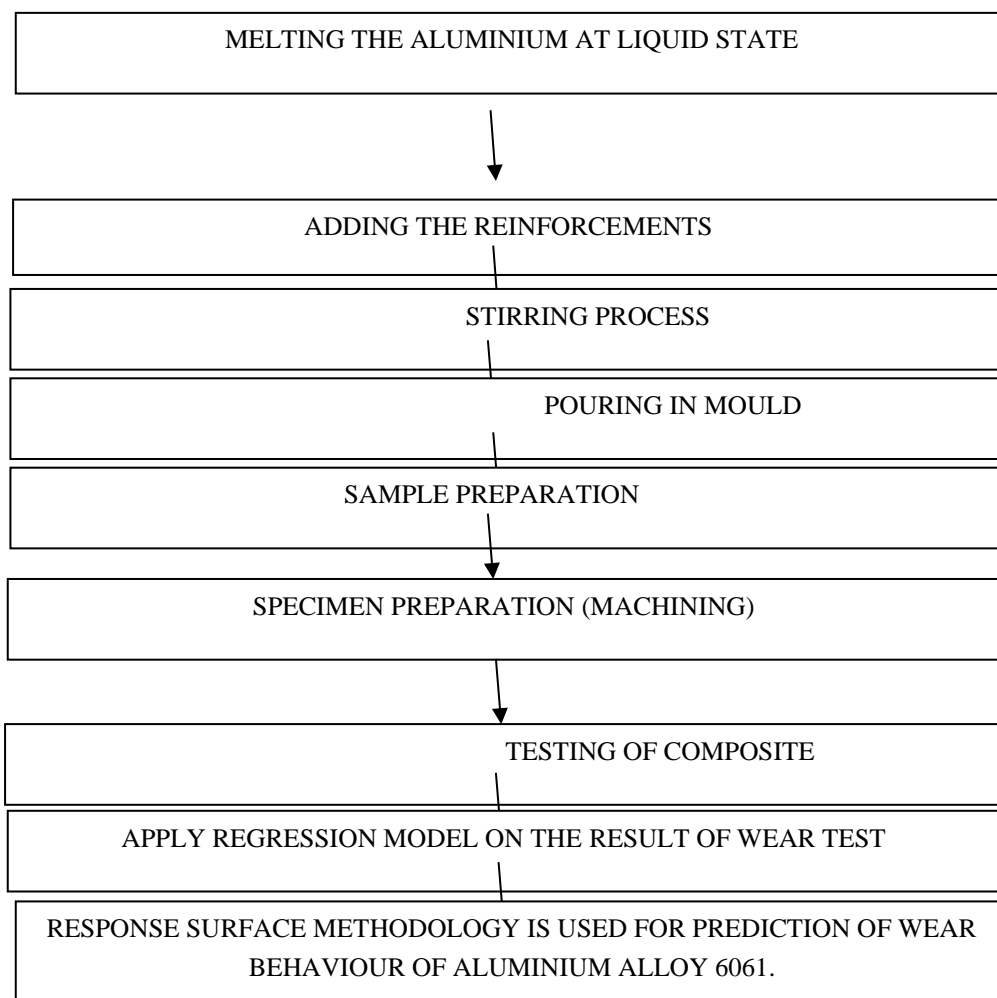 MELTING THE ALUMINIUM AT LIQUID STATE
ADDING THE REINFORCEMENTS
STIRRING PROCESS
POURING IN MOULD
SAMPLE PREPARATION
SPECIMEN PREPARATION (MACHINING)
TESTING OF COMPOSITE
APPLY REGRESSION MODEL ON THE RESULT OF WEAR TEST
RESPONSE SURFACE METHODOLOGY IS USED FOR PREDICTION OF WEAR
BEHAVIOUR OF ALUMINIUM ALLOY 6061.